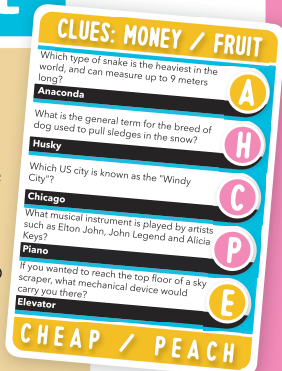 CLUES: MONEY / FRUIT
Which type of snake is the heaviest in the
world, and can measure up to 9 meters
long?
A
Anaconda
What is the general term for the breed of
dog used to pull sledges in the snow?
H
Husky
Which US city is known as the "Windy
City"?
C
Chicago
What musical instrument is played by artists
such as Elton John, John Legend and Alicia
Keys?
P
Piano
If you wanted to reach the top floor of a sky
scraper, what mechanical device would
carry you there?
E
Elevator
CHEAP / PEACH